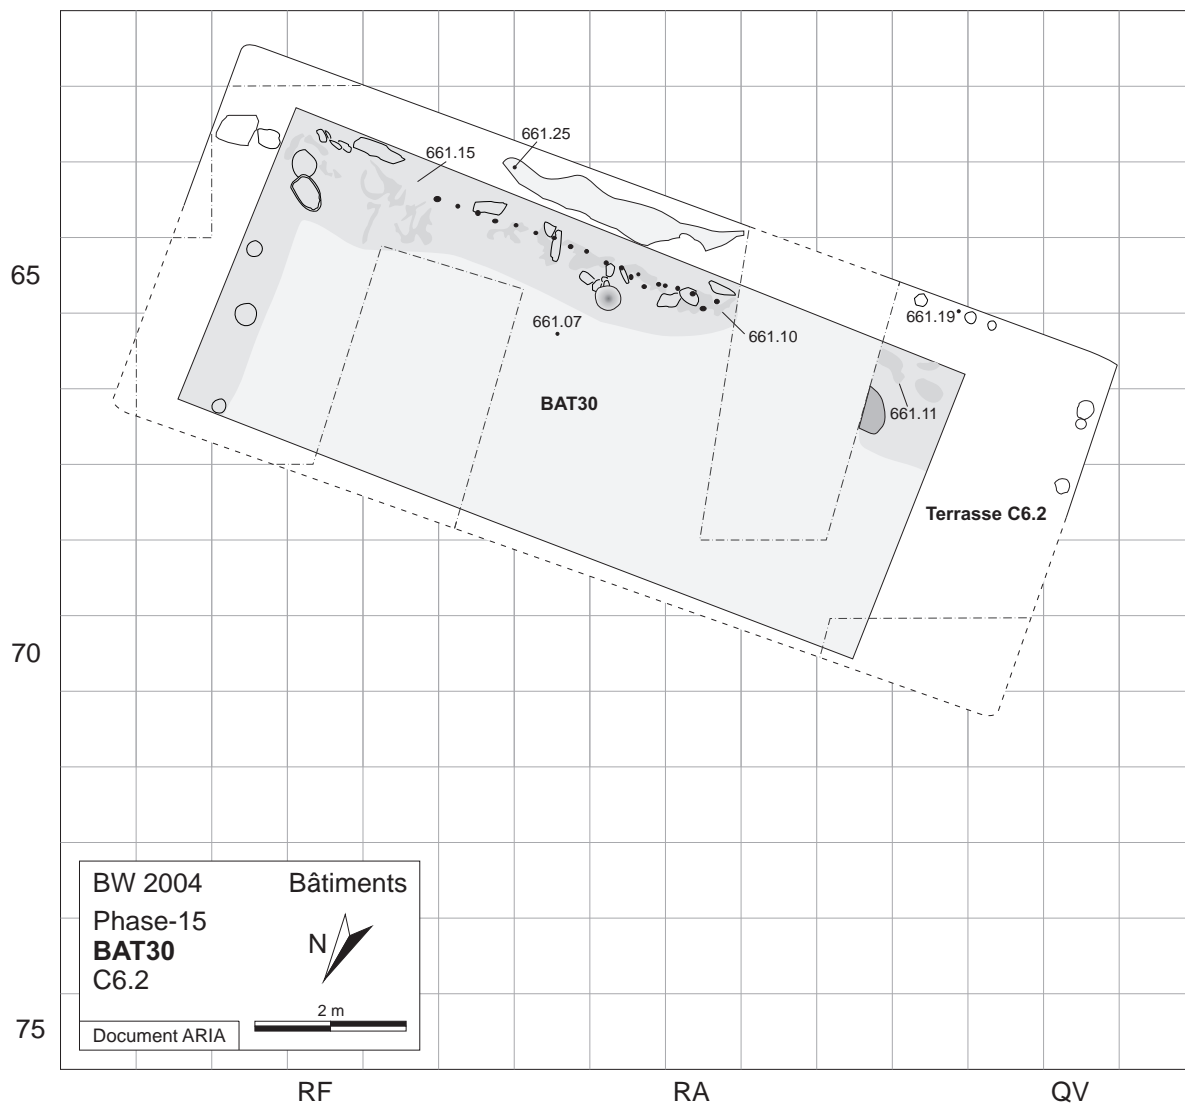 661.25
661.15
65
661.19
661.07
661.10
BAT30
661.11
Terrasse C6.2
70
BW 2004 Bâtiments
Phase-15
BAT30
C6.2
N
2 m
Document ARIA
75
RF RA QV